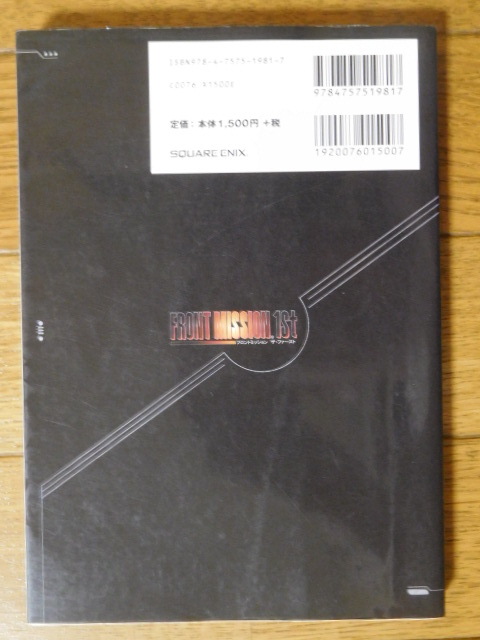 ISBN978-4-7575-1981-7
C0076 ¥1500E
9784757519817
定価：本体1,500円＋税
SQUARE ENIX
1920076015007
FRONT MISSION. 1st
フロントミッション ザ・ファースト